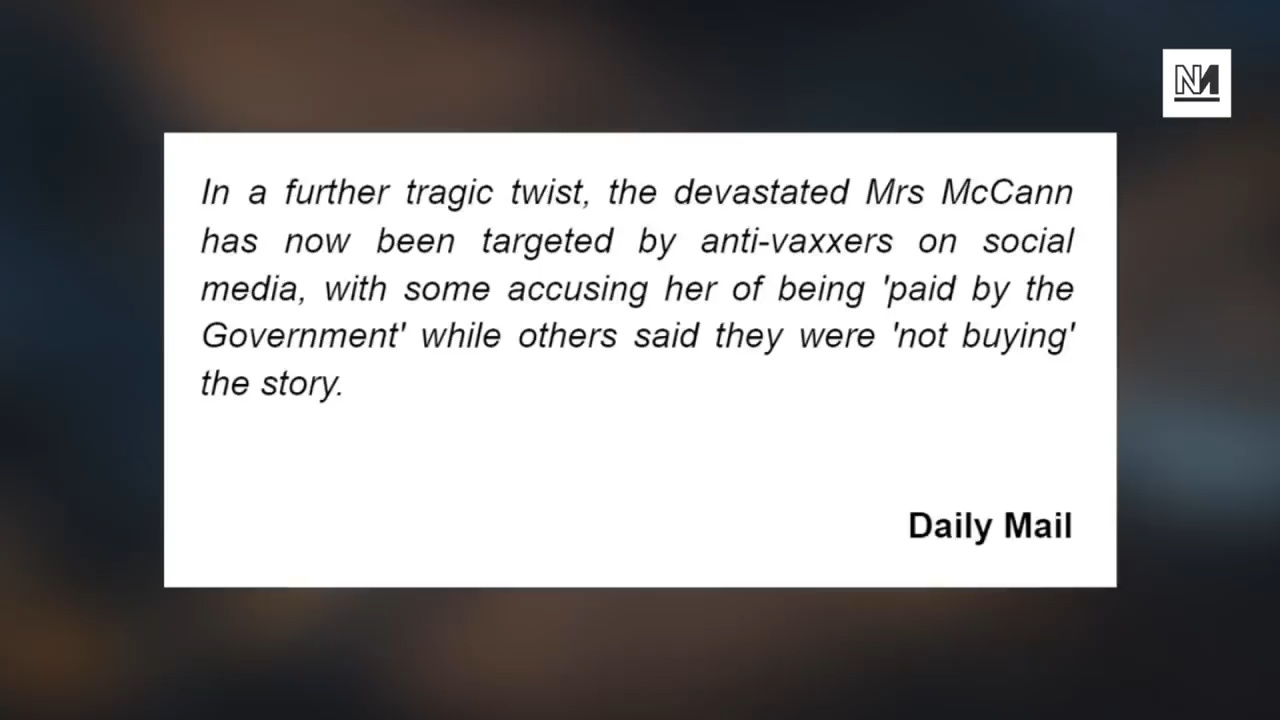 NM
In a further tragic twist, the devastated Mrs McCann
has now been targeted by anti-vaxxers on social
media, with some accusing her of being 'paid by the
Government' while others said they were 'not buying'
the story.
Daily Mail